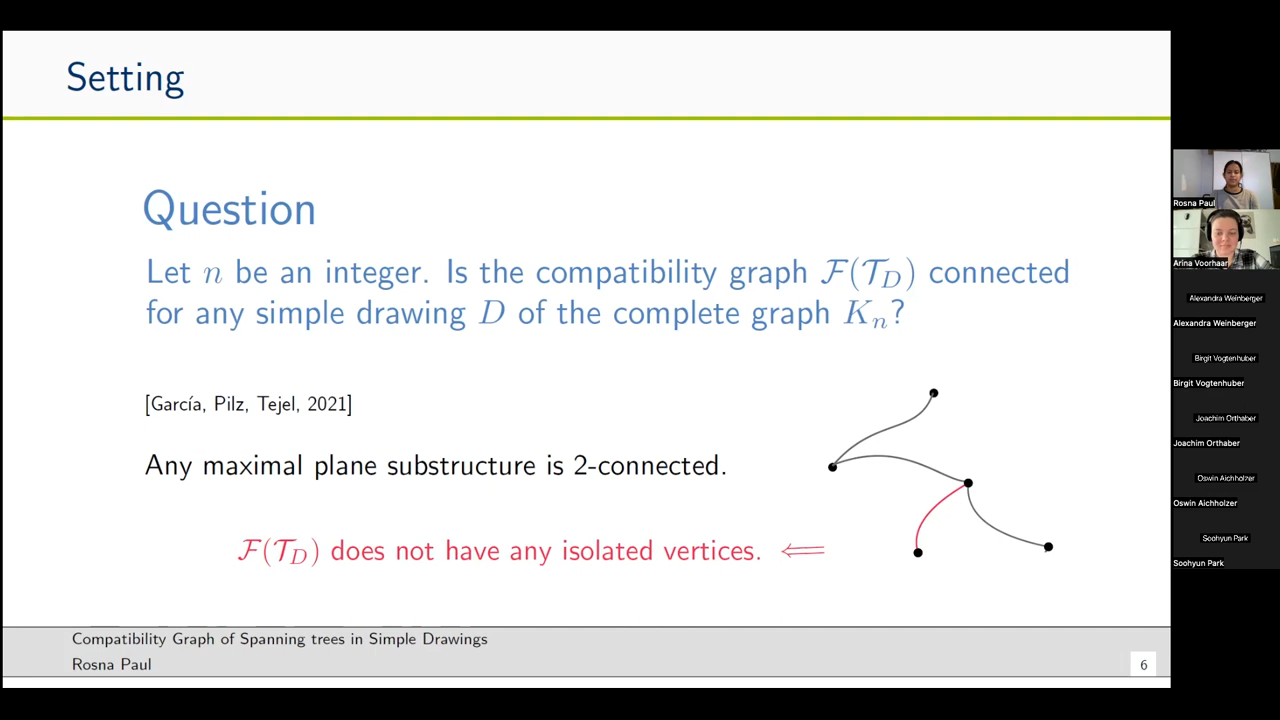 Setting
Question
Let n be an integer. Is the compatibility graph F(T_D) connected
for any simple drawing D of the complete graph K_n?
[García, Pilz, Tejel, 2021]
Any maximal plane substructure is 2-connected.
F(T_D) does not have any isolated vertices. ⟸
Compatibility Graph of Spanning trees in Simple Drawings
Rosna Paul
6
Rosna Paul
Arina Voorhaar
Alexandra Weinberger
Alexandra Weinberger
Birgit Vogtenhuber
Birgit Vogtenhuber
Joachim Orthaber
Joachim Orthaber
Oswin Aichholzer
Oswin Aichholzer
Soohyun Park
Soohyun Park